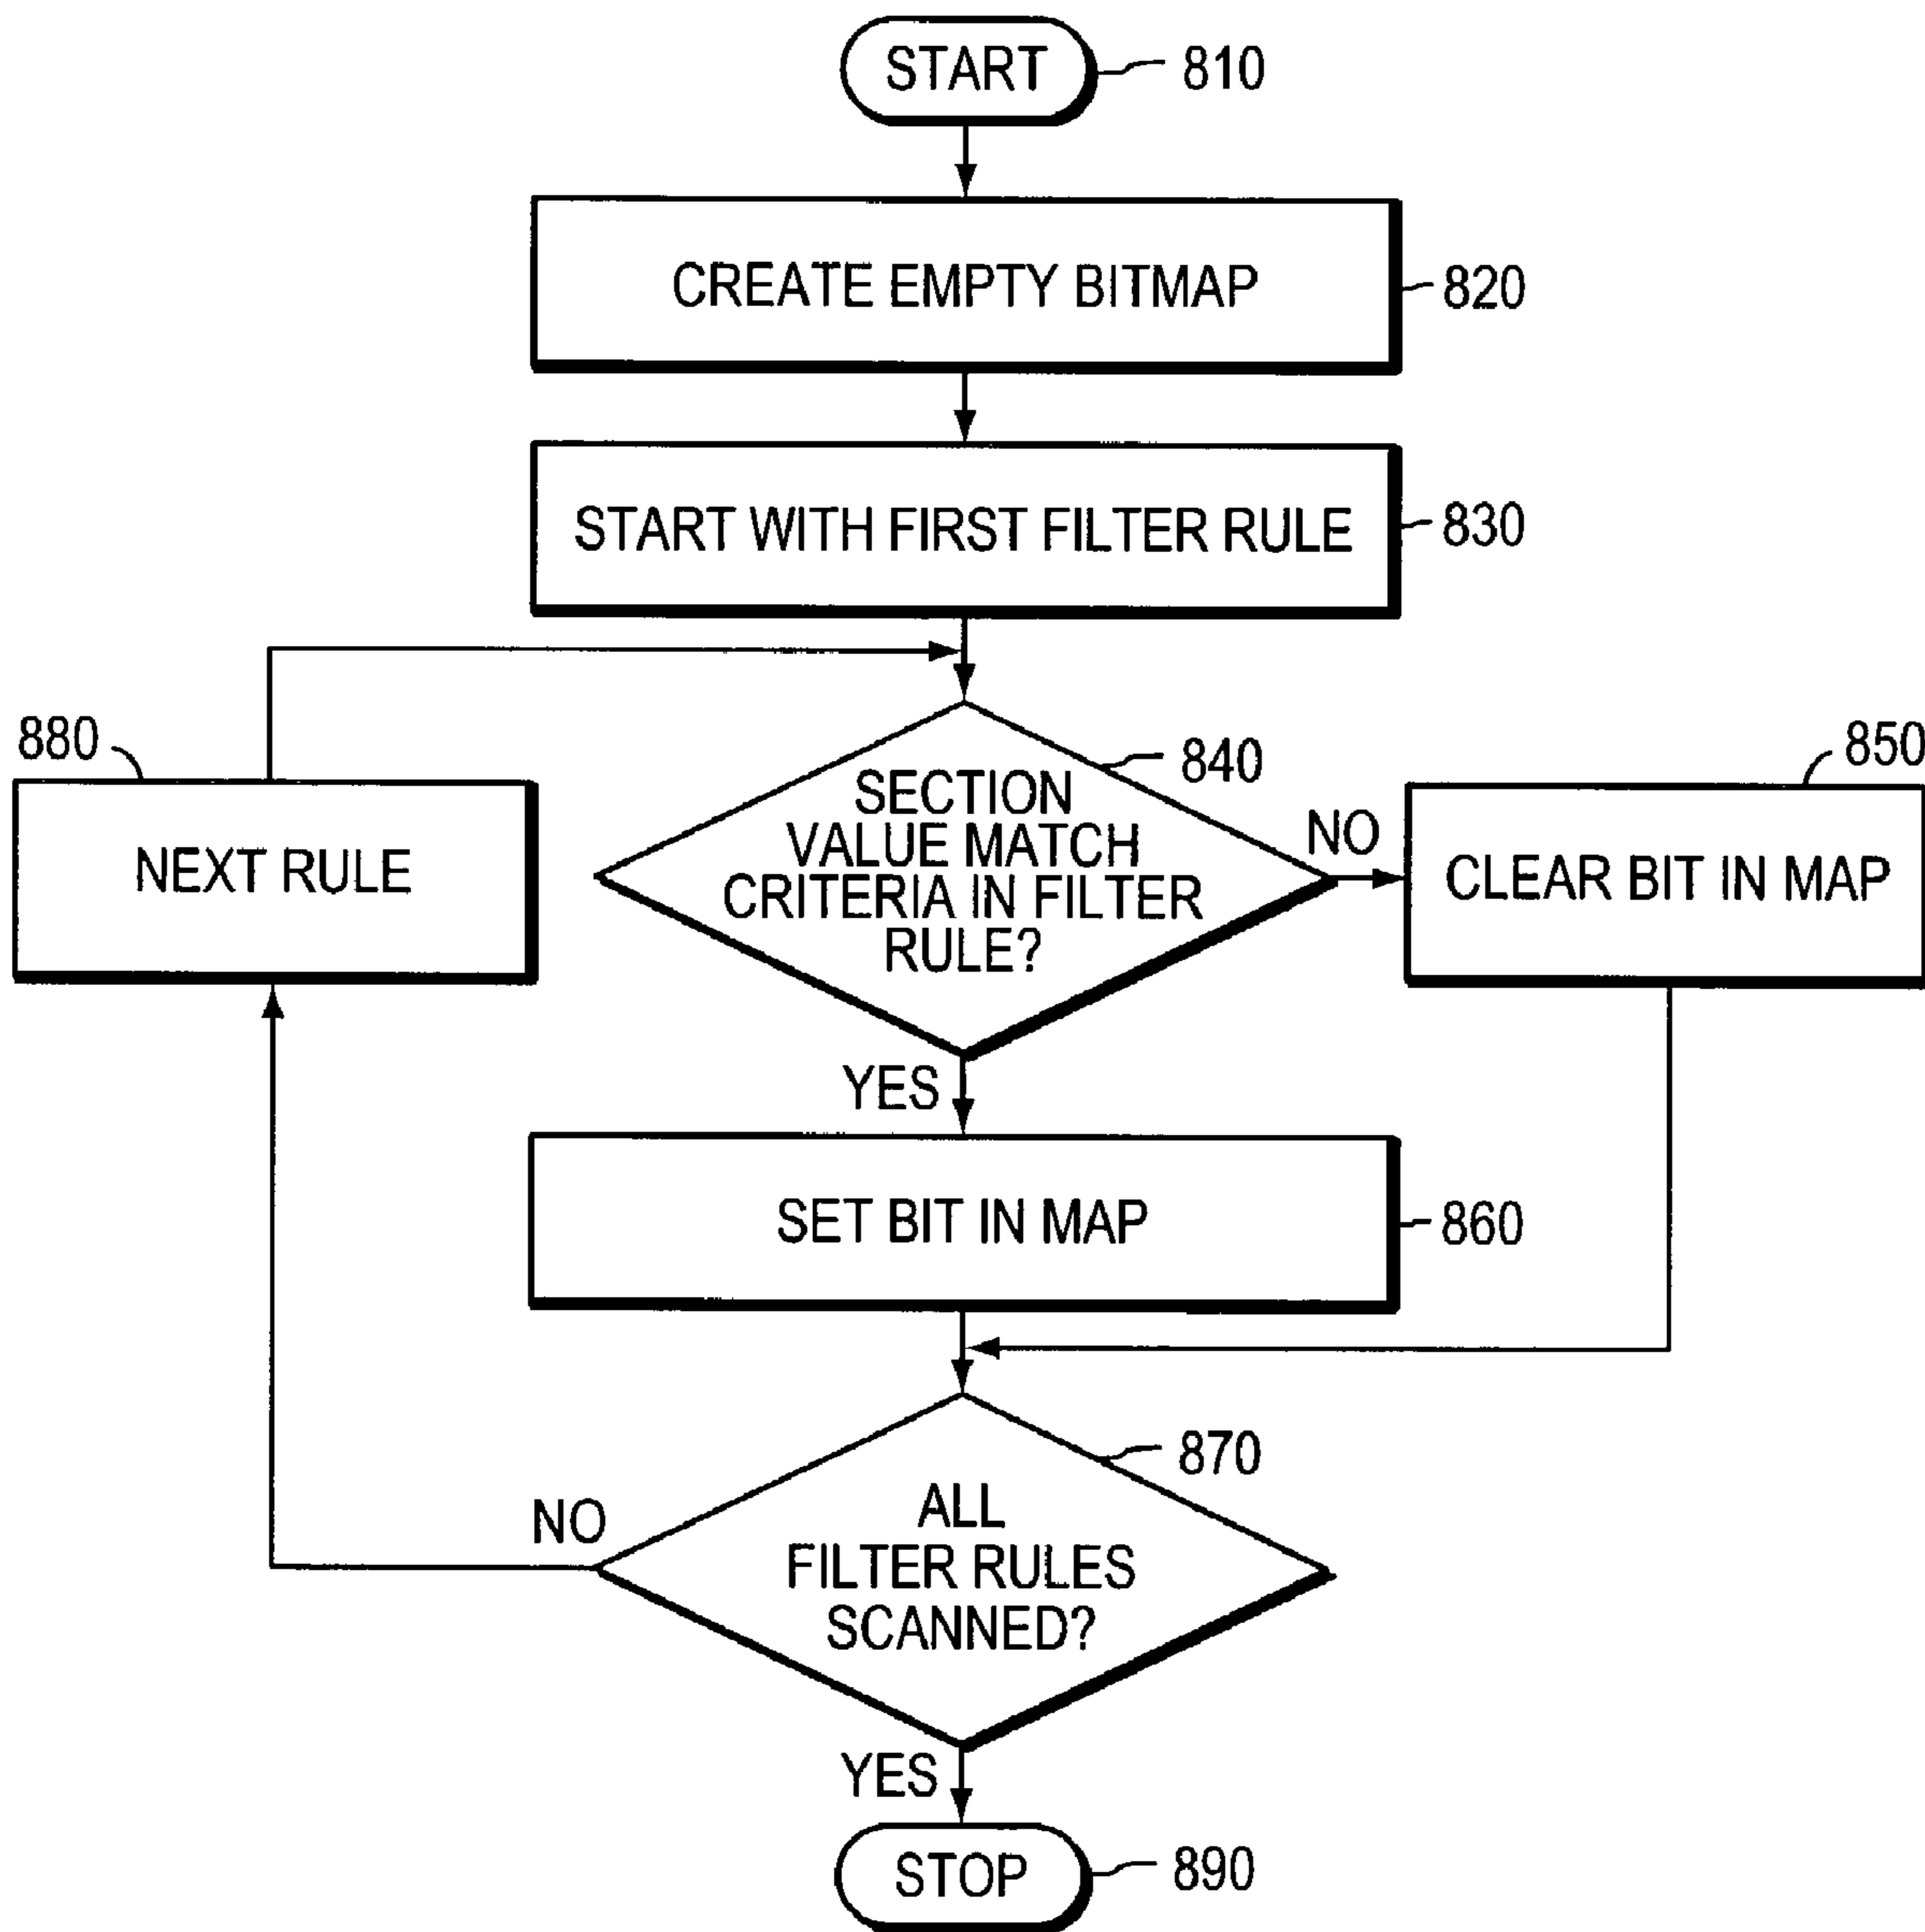 START
810
CREATE EMPTY BITMAP
820
START WITH FIRST FILTER RULE
830
880
NEXT RULE
840
SECTION
VALUE MATCH
CRITERIA IN FILTER
RULE?
NO
850
CLEAR BIT IN MAP
YES
SET BIT IN MAP
860
870
NO
ALL
FILTER RULES
SCANNED?
YES
STOP
890